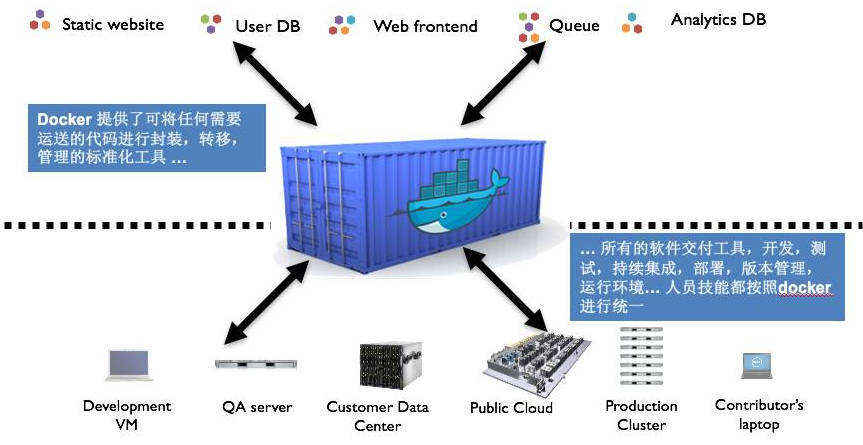 Static website
User DB
Web frontend
Queue
Analytics DB
Docker 提供了可将任何需要
运送的代码进行封装，转移，
管理的标准化工具 ...
... 所有的软件交付工具，开发，测
试，持续集成，部署，版本管理，
运行环境... 人员技能都按照docker
进行统一
Development
VM
QA server
Customer Data
Center
Public Cloud
Production
Cluster
Contributor's
laptop